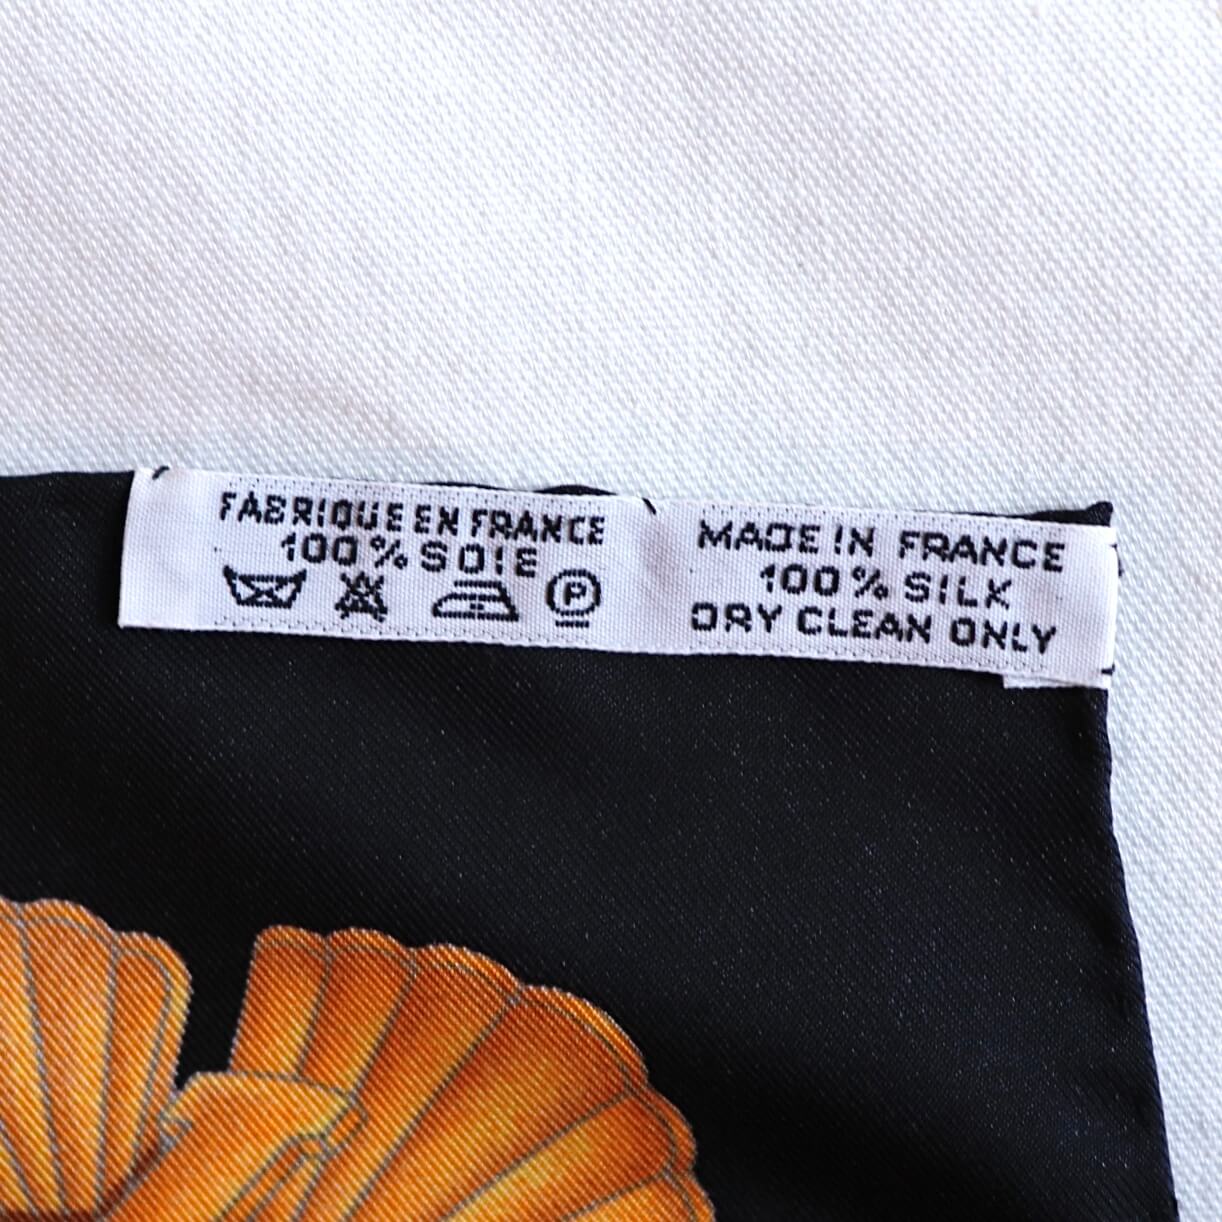 FABRIQUE EN FRANCE
100% SOIE
P
MADE IN FRANCE
100% SILK
DRY CLEAN ONLY